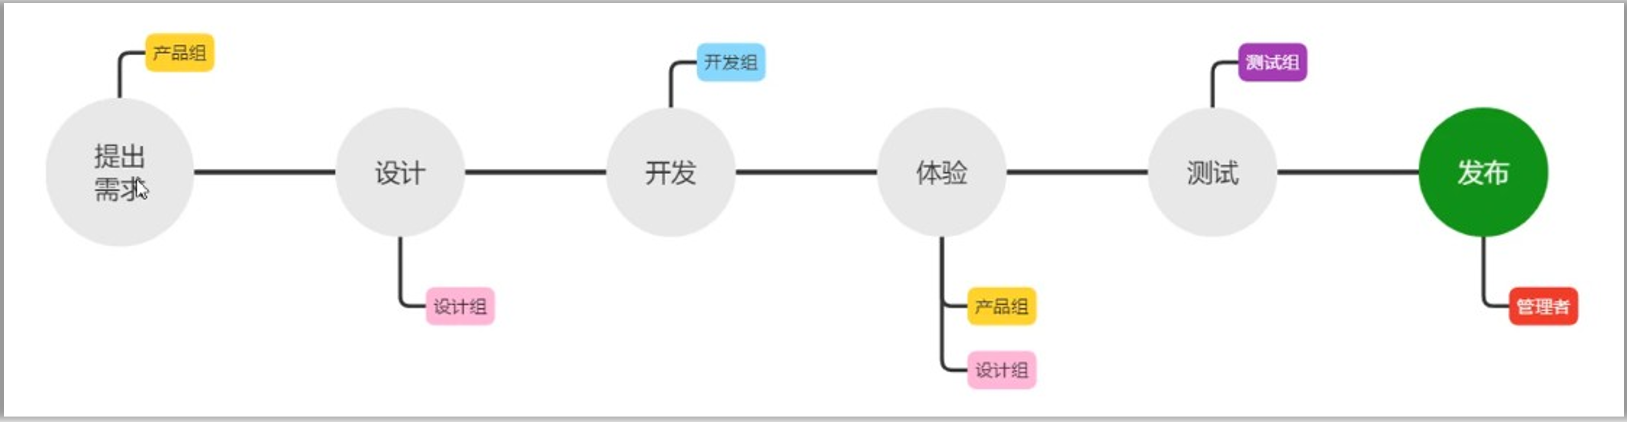 产品组
开发组
测试组
提出
需求
设计
开发
体验
测试
发布
设计组
产品组
管理者
设计组